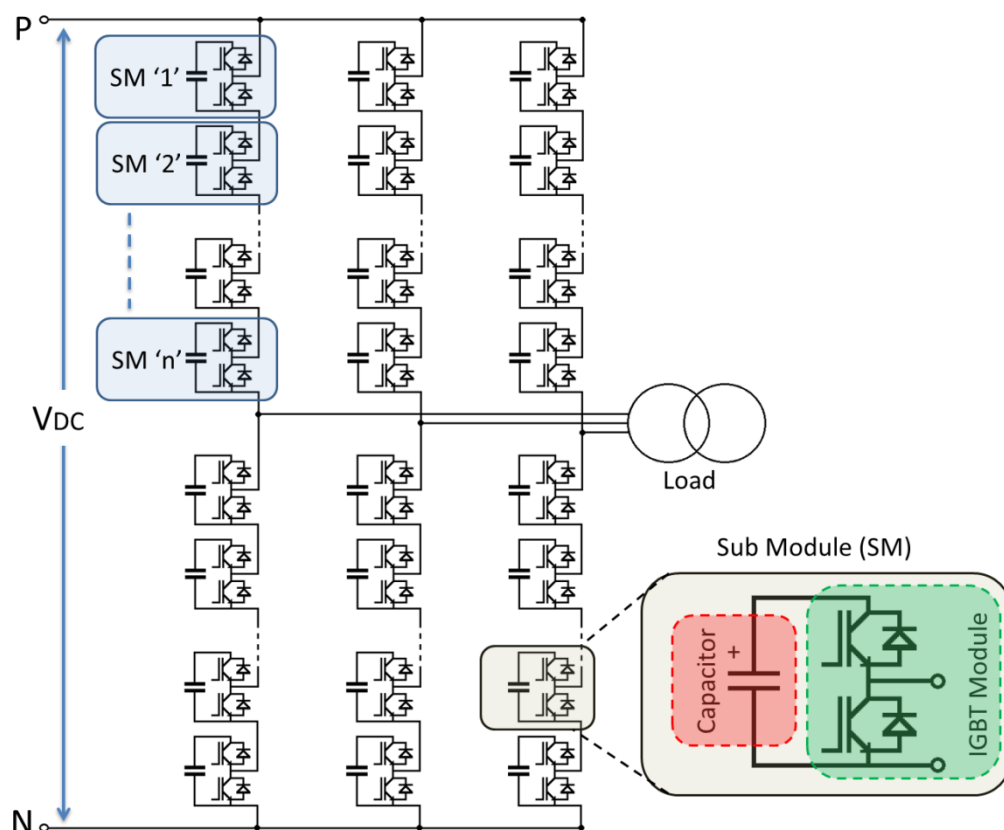 P
SM ‘1’
SM ‘2’
SM ‘n’
VDC
Load
Sub Module (SM)
Capacitor
+
IGBT Module
N